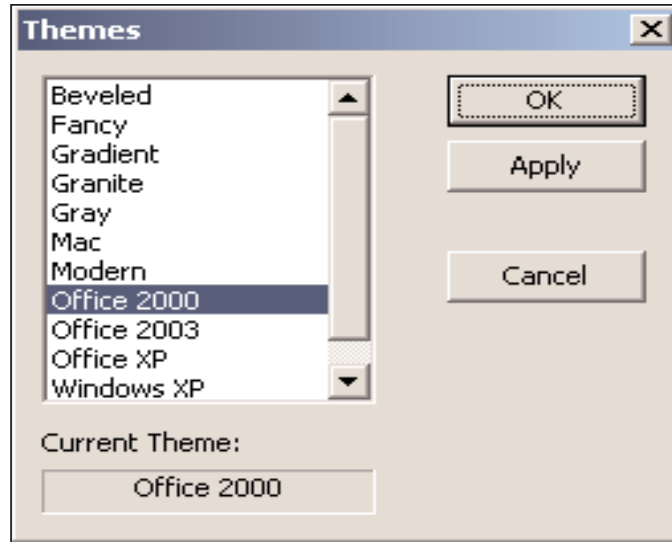 Themes
Beveled
Fancy
Gradient
Granite
Gray
Mac
Modern
Office 2000
Office 2003
Office XP
Windows XP
OK
Apply
Cancel
Current Theme:
Office 2000